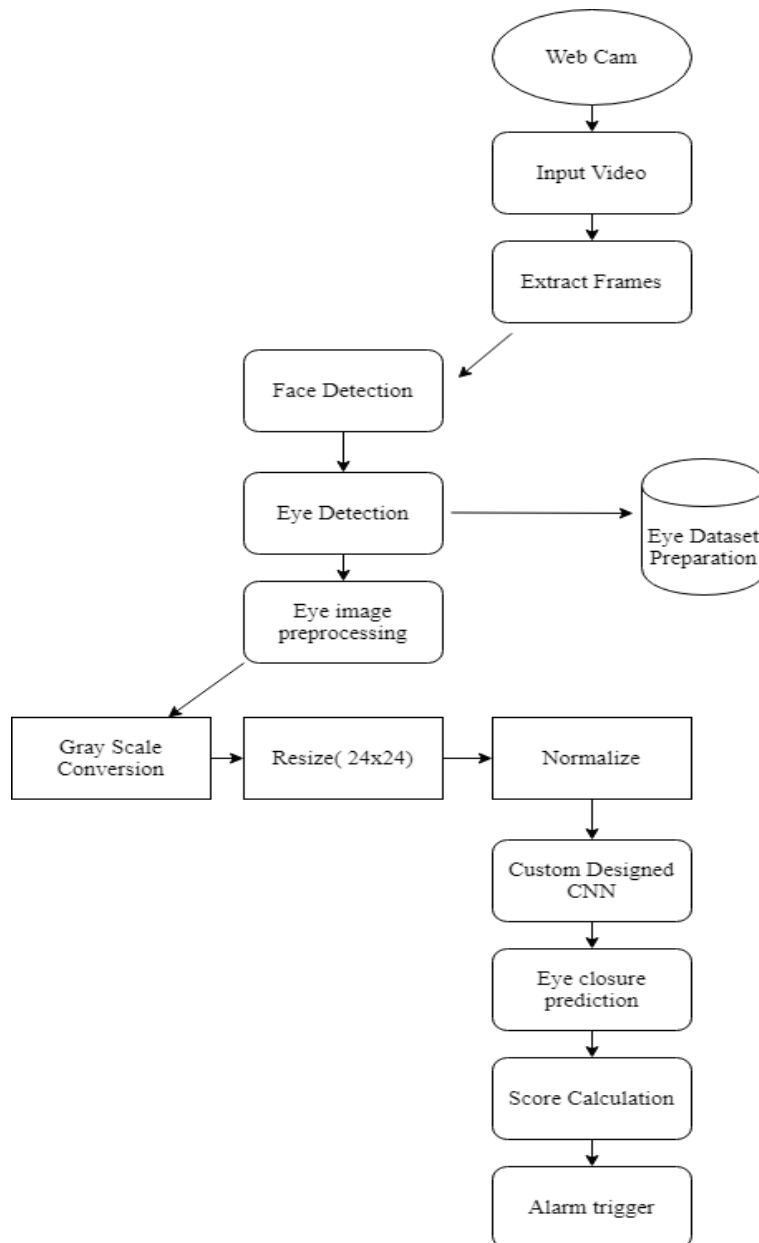 Web Cam
Input Video
Extract Frames
Face Detection
Eye Detection
Eye Dataset
Preparation
Eye image
preprocessing
Gray Scale
Conversion
Resize( 24x24)
Normalize
Custom Designed
CNN
Eye closure
prediction
Score Calculation
Alarm trigger